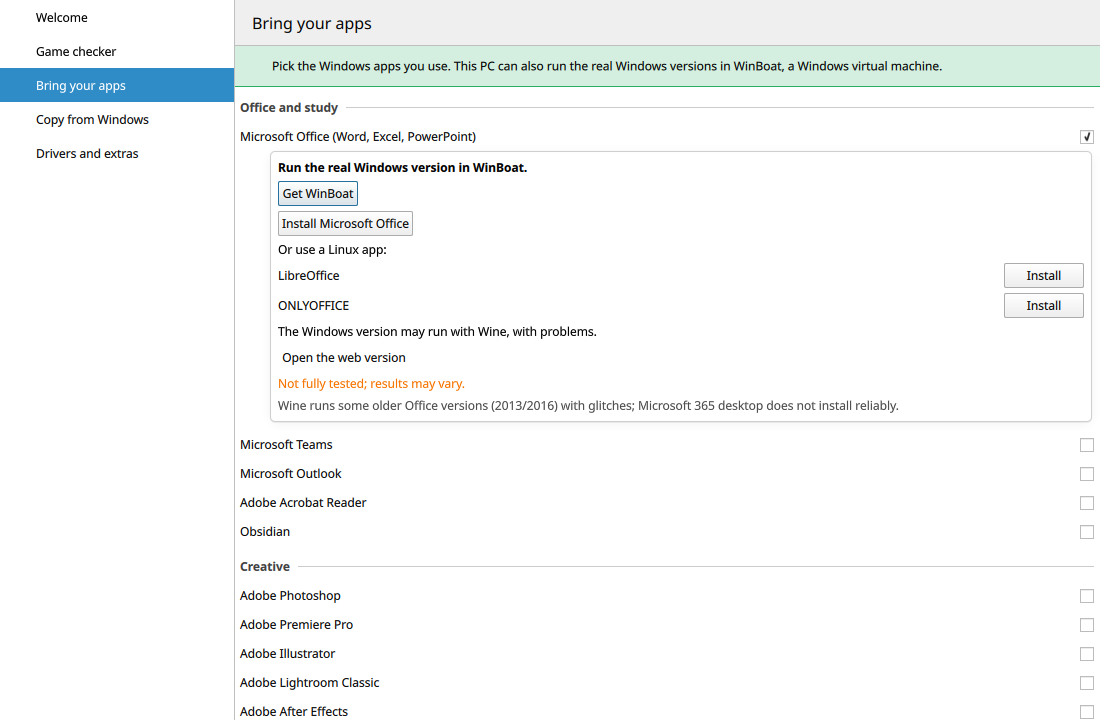 Welcome
Game checker
Bring your apps
Copy from Windows
Drivers and extras
Bring your apps
Pick the Windows apps you use. This PC can also run the real Windows versions in WinBoat, a Windows virtual machine.
Office and study
Microsoft Office (Word, Excel, PowerPoint)
Run the real Windows version in WinBoat.
Get WinBoat
Install Microsoft Office
Or use a Linux app:
LibreOffice Install
ONLYOFFICE Install
The Windows version may run with Wine, with problems.
Open the web version
Not fully tested; results may vary.
Wine runs some older Office versions (2013/2016) with glitches; Microsoft 365 desktop does not install reliably.
Microsoft Teams
Microsoft Outlook
Adobe Acrobat Reader
Obsidian
Creative
Adobe Photoshop
Adobe Premiere Pro
Adobe Illustrator
Adobe Lightroom Classic
Adobe After Effects